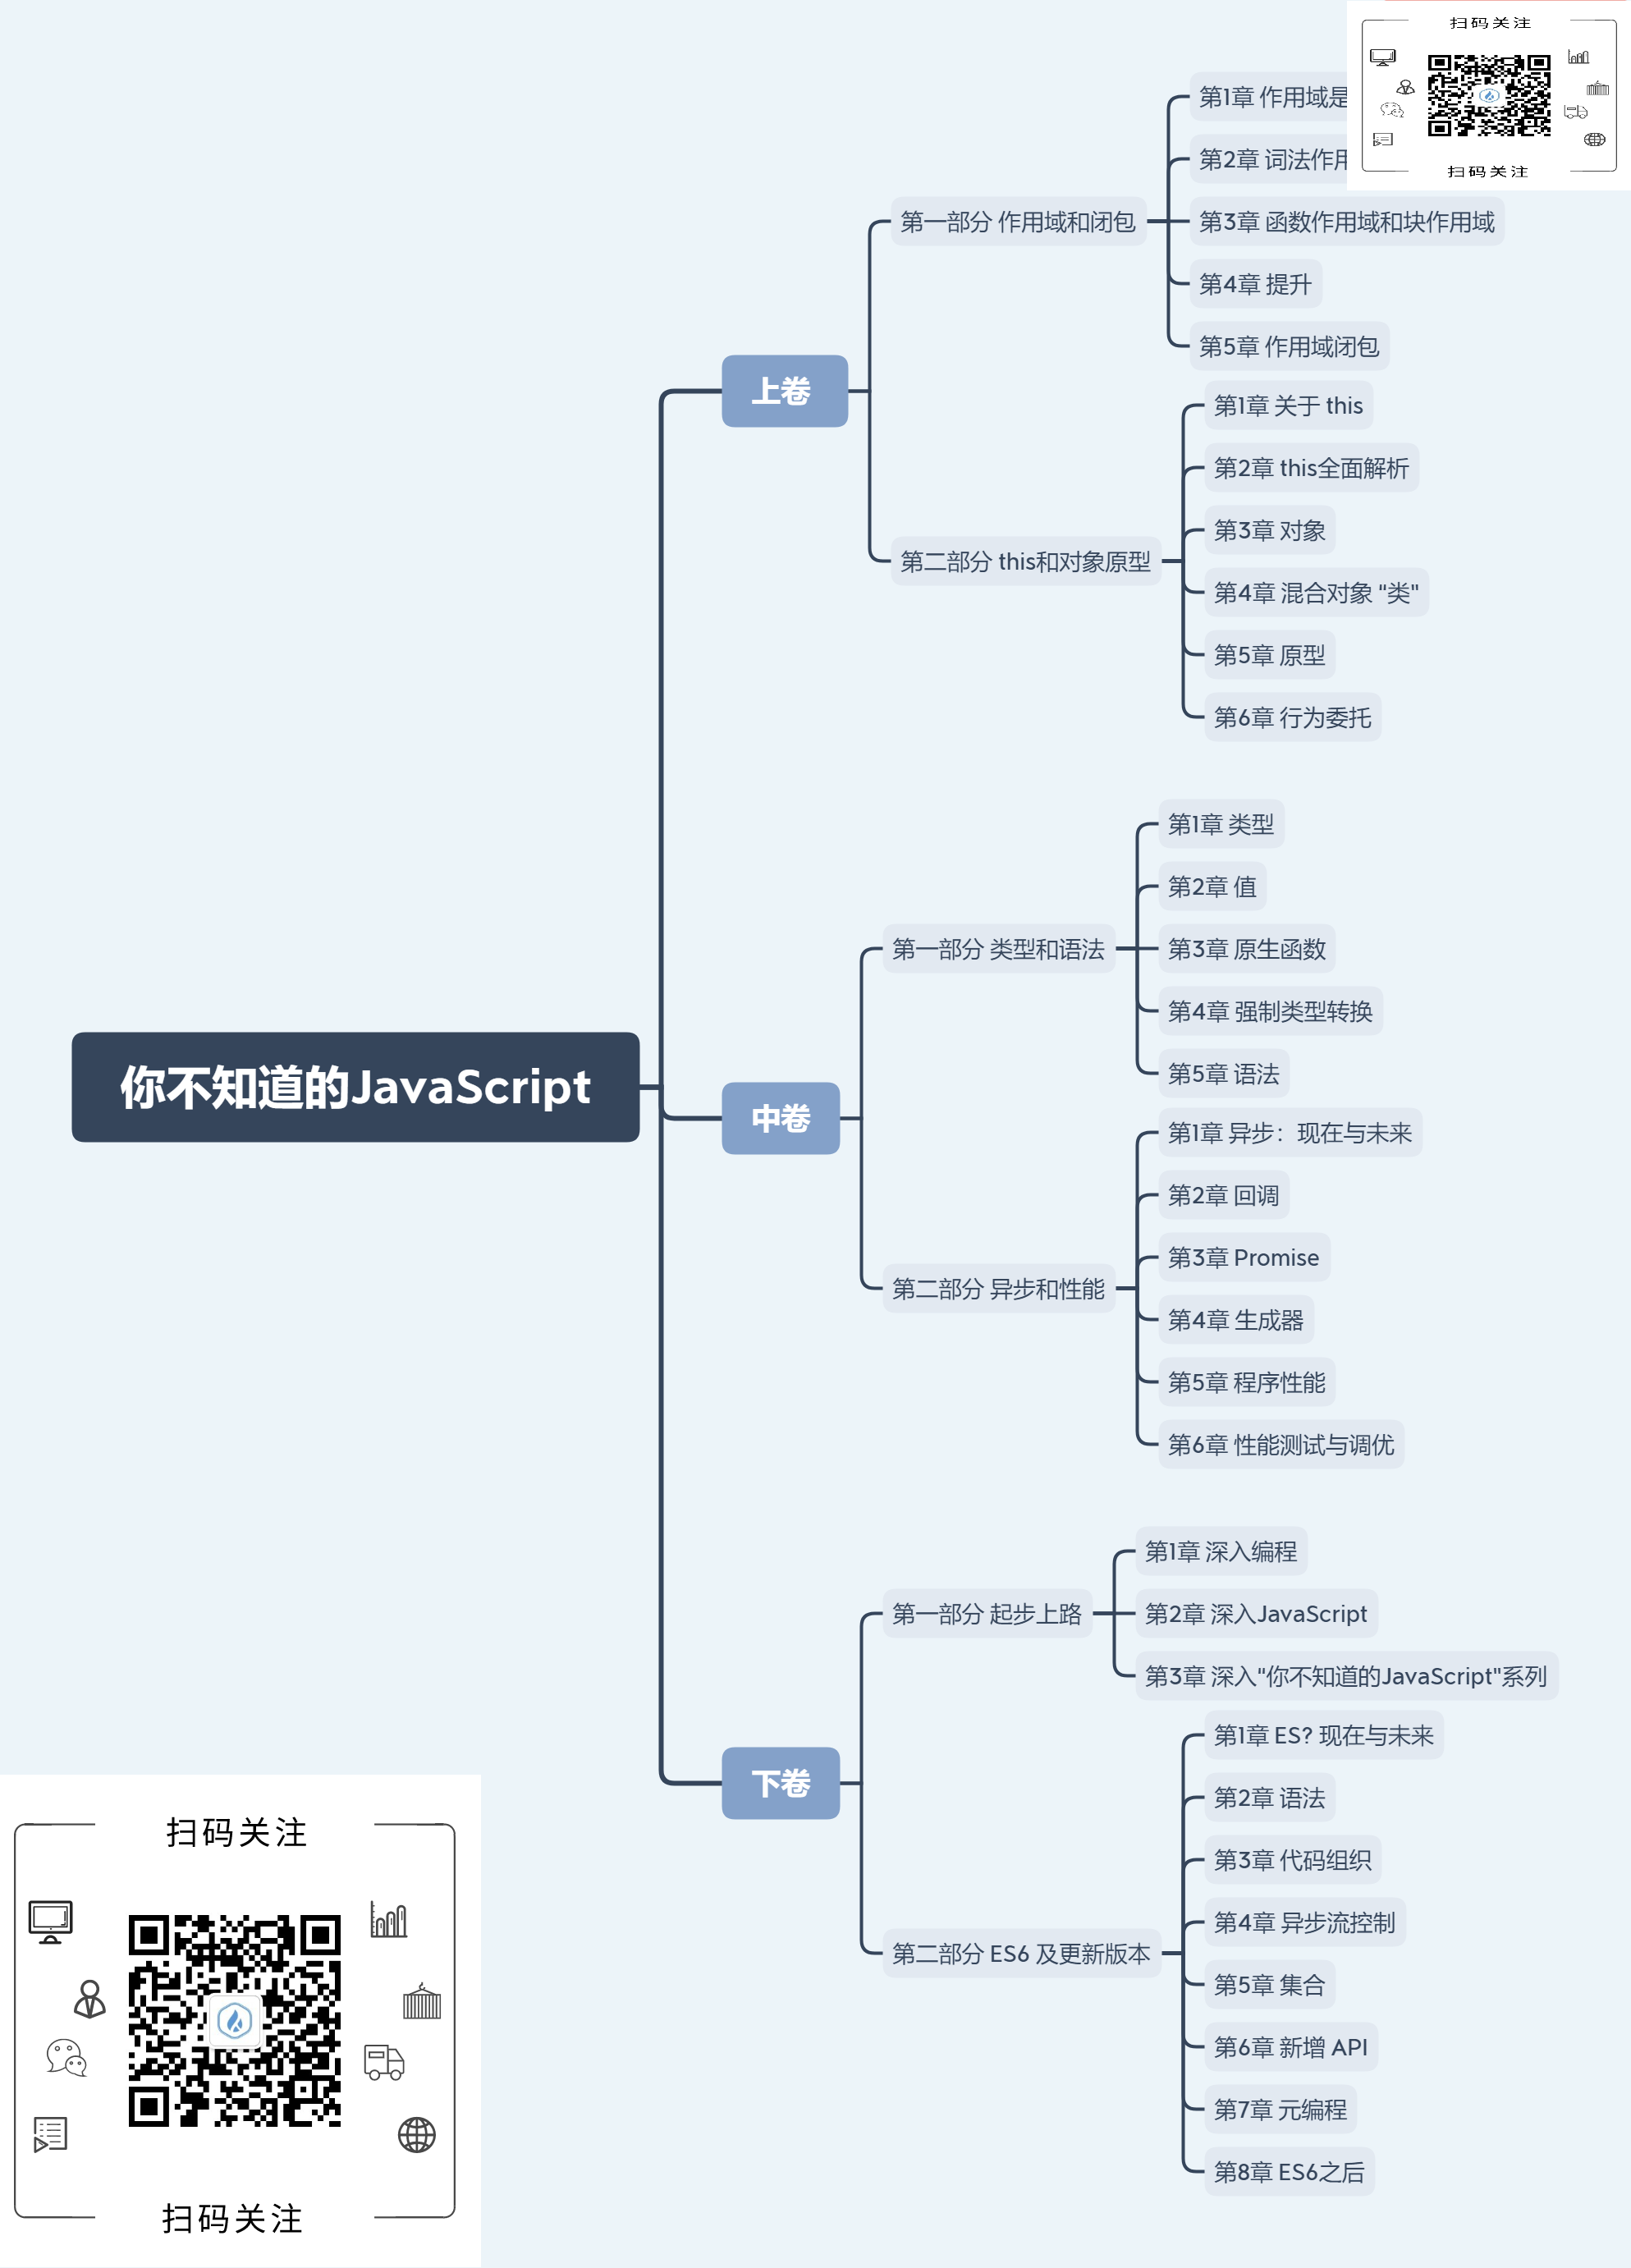 扫码关注
扫码关注
第1章 作用域是
第2章 词法作用
第一部分 作用域和闭包
第3章 函数作用域和块作用域
第4章 提升
第5章 作用域闭包
上卷
第1章 关于 this
第2章 this全面解析
第3章 对象
第二部分 this和对象原型
第4章 混合对象 "类"
第5章 原型
第6章 行为委托
第1章 类型
第2章 值
第一部分 类型和语法
第3章 原生函数
第4章 强制类型转换
第5章 语法
你不知道的JavaScript
中卷
第1章 异步：现在与未来
第2章 回调
第3章 Promise
第二部分 异步和性能
第4章 生成器
第5章 程序性能
第6章 性能测试与调优
第1章 深入编程
第一部分 起步上路
第2章 深入JavaScript
第3章 深入"你不知道的JavaScript"系列
下卷
第1章 ES? 现在与未来
第2章 语法
第3章 代码组织
第4章 异步流控制
第二部分 ES6 及更新版本
第5章 集合
第6章 新增 API
第7章 元编程
第8章 ES6之后
扫码关注
扫码关注